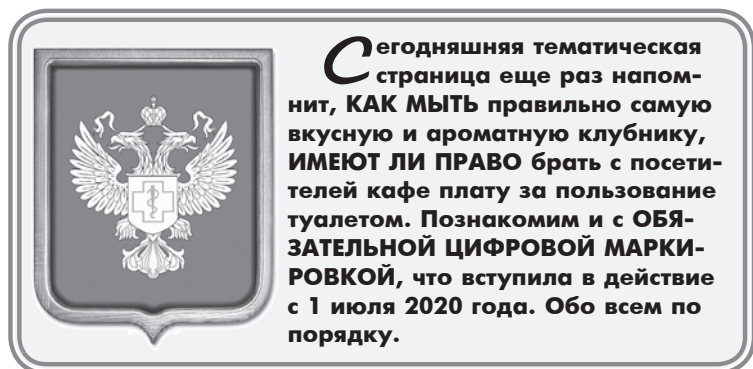 Сегодняшняя тематическая
страница еще раз напом-
нит, КАК МЫТЬ правильно самую
вкусную и ароматную клубнику,
ИМЕЮТ ЛИ ПРАВО брать с посети-
телей кафе плату за пользование
туалетом. Познакомим и с ОБЯ-
ЗАТЕЛЬНОЙ ЦИФРОВОЙ МАРКИ-
РОВКОЙ, что вступила в действие
с 1 июля 2020 года. Обо всем по
порядку.